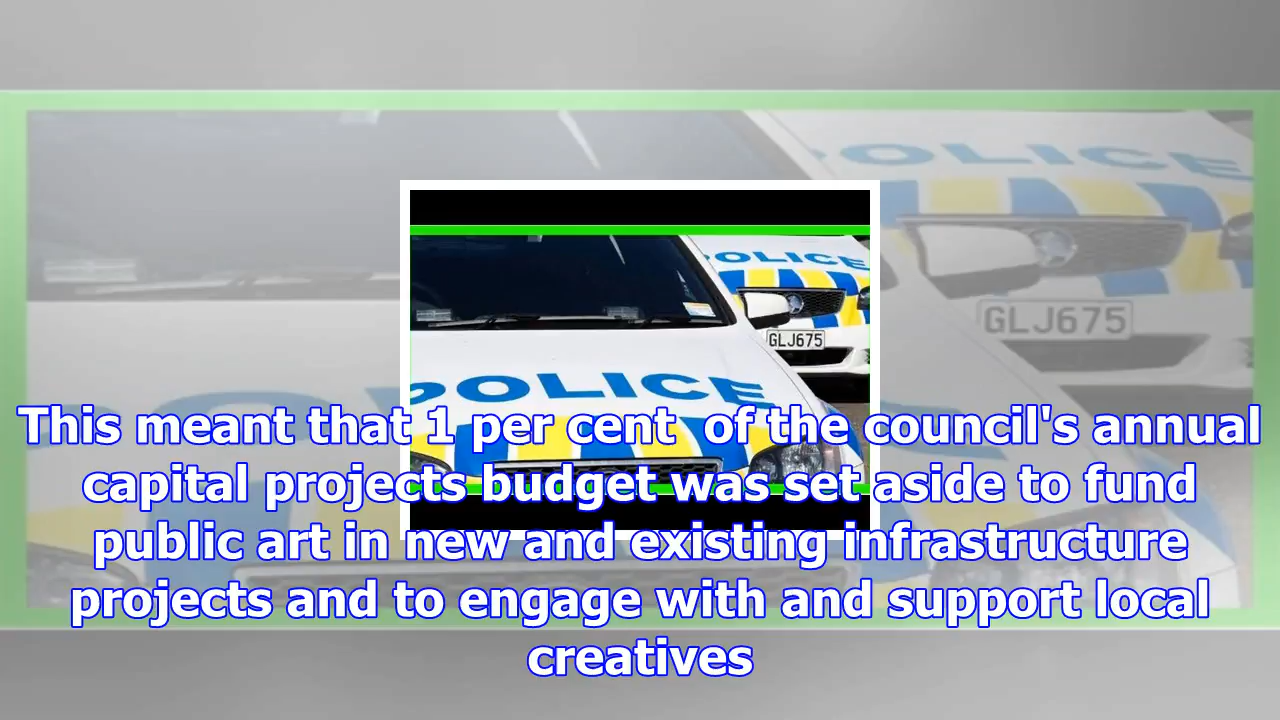 POLICE
GLJ675
POLICE
GLJ675
POLICE
This meant that 1 per cent  of the council's annual
capital projects budget was set aside to fund
public art in new and existing infrastructure
projects and to engage with and support local
creatives